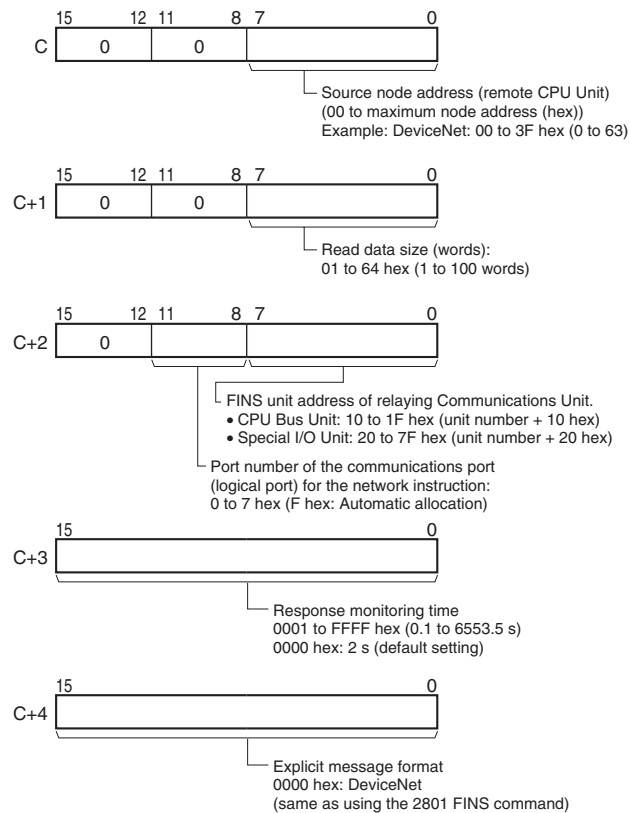 15 12 11 8 7 0
C 0 0
Source node address (remote CPU Unit)
(00 to maximum node address (hex))
Example: DeviceNet: 00 to 3F hex (0 to 63)
15 12 11 8 7 0
C+1 0 0
Read data size (words):
01 to 64 hex (1 to 100 words)
15 12 11 8 7 0
C+2 0
FINS unit address of relaying Communications Unit.
• CPU Bus Unit: 10 to 1F hex (unit number + 10 hex)
• Special I/O Unit: 20 to 7F hex (unit number + 20 hex)
Port number of the communications port
(logical port) for the network instruction:
0 to 7 hex (F hex: Automatic allocation)
15 0
C+3
Response monitoring time
0001 to FFFF hex (0.1 to 6553.5 s)
0000 hex: 2 s (default setting)
15 0
C+4
Explicit message format
0000 hex: DeviceNet
(same as using the 2801 FINS command)